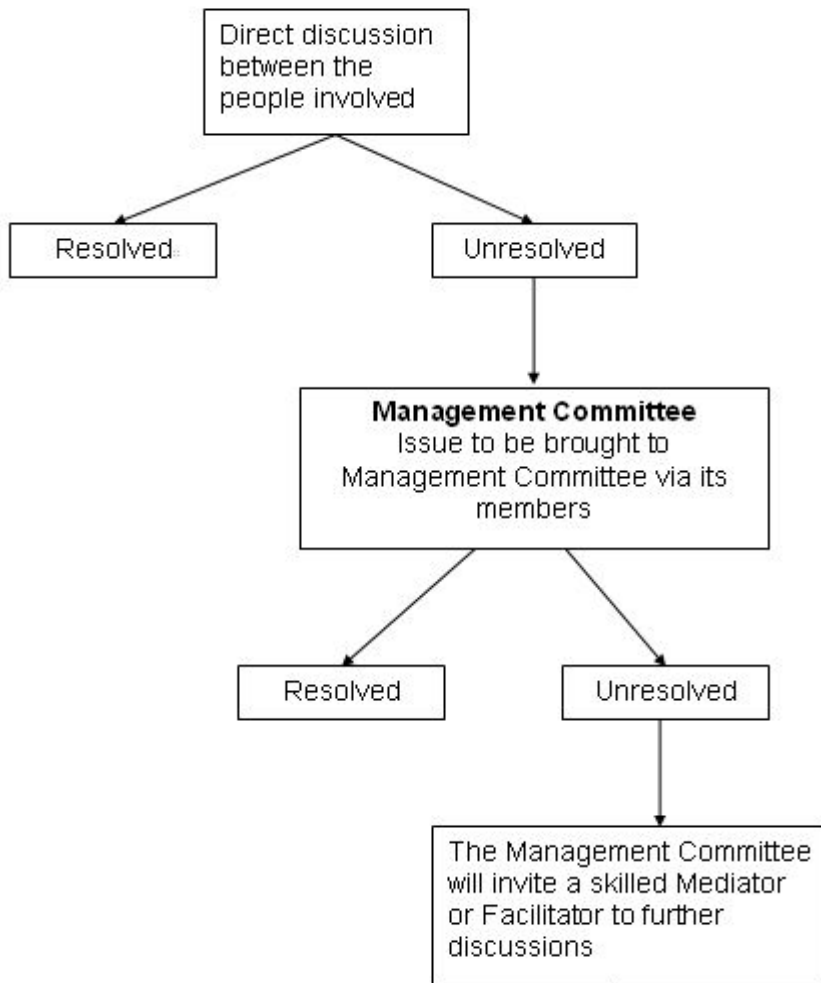 Direct discussion
between the
people involved
Resolved
Unresolved
Management Committee
Issue to be brought to
Management Committee via its
members
Resolved
Unresolved
The Management Committee
will invite a skilled Mediator
or Facilitator to further
discussions